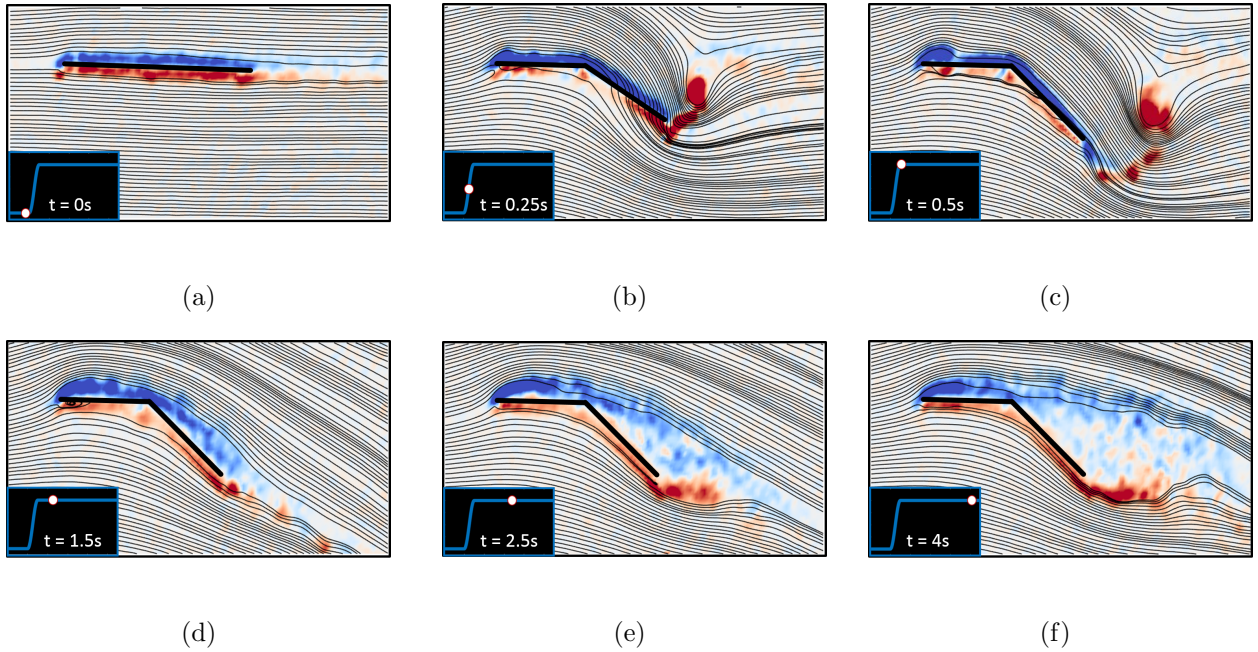 t = 0s
t = 0.25s
t = 0.5s
(a)
(b)
(c)
t = 1.5s
t = 2.5s
t = 4s
(d)
(e)
(f)